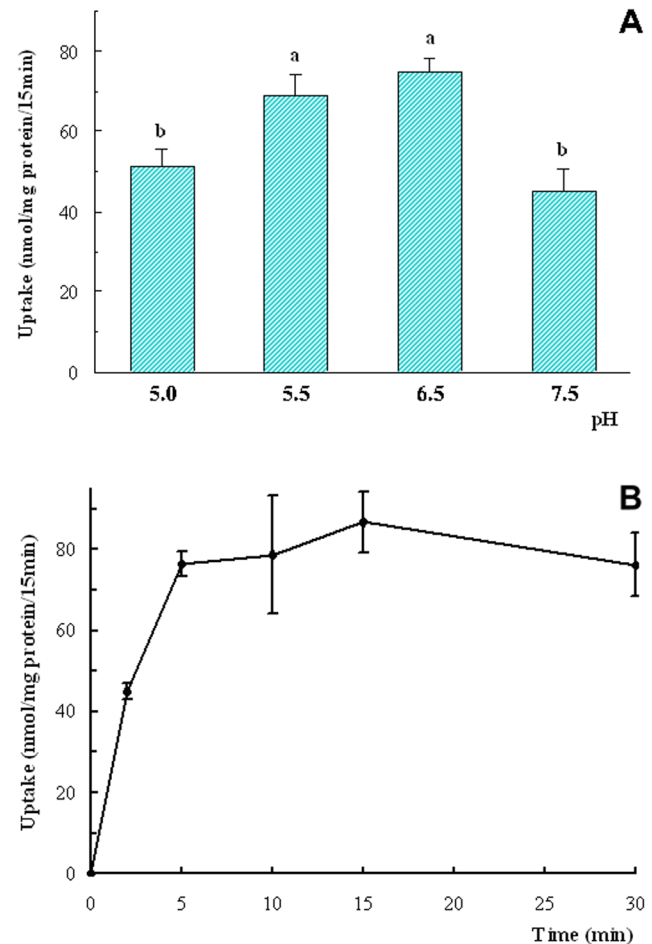 A
Uptake (nmol/mg protein/15min)
80
60
40
20
0
b
a
a
b
5.0 5.5 6.5 7.5
pH
B
Uptake (nmol/mg protein/15min)
80
60
40
20
0
0 5 10 15 20 25 30
Time (min)